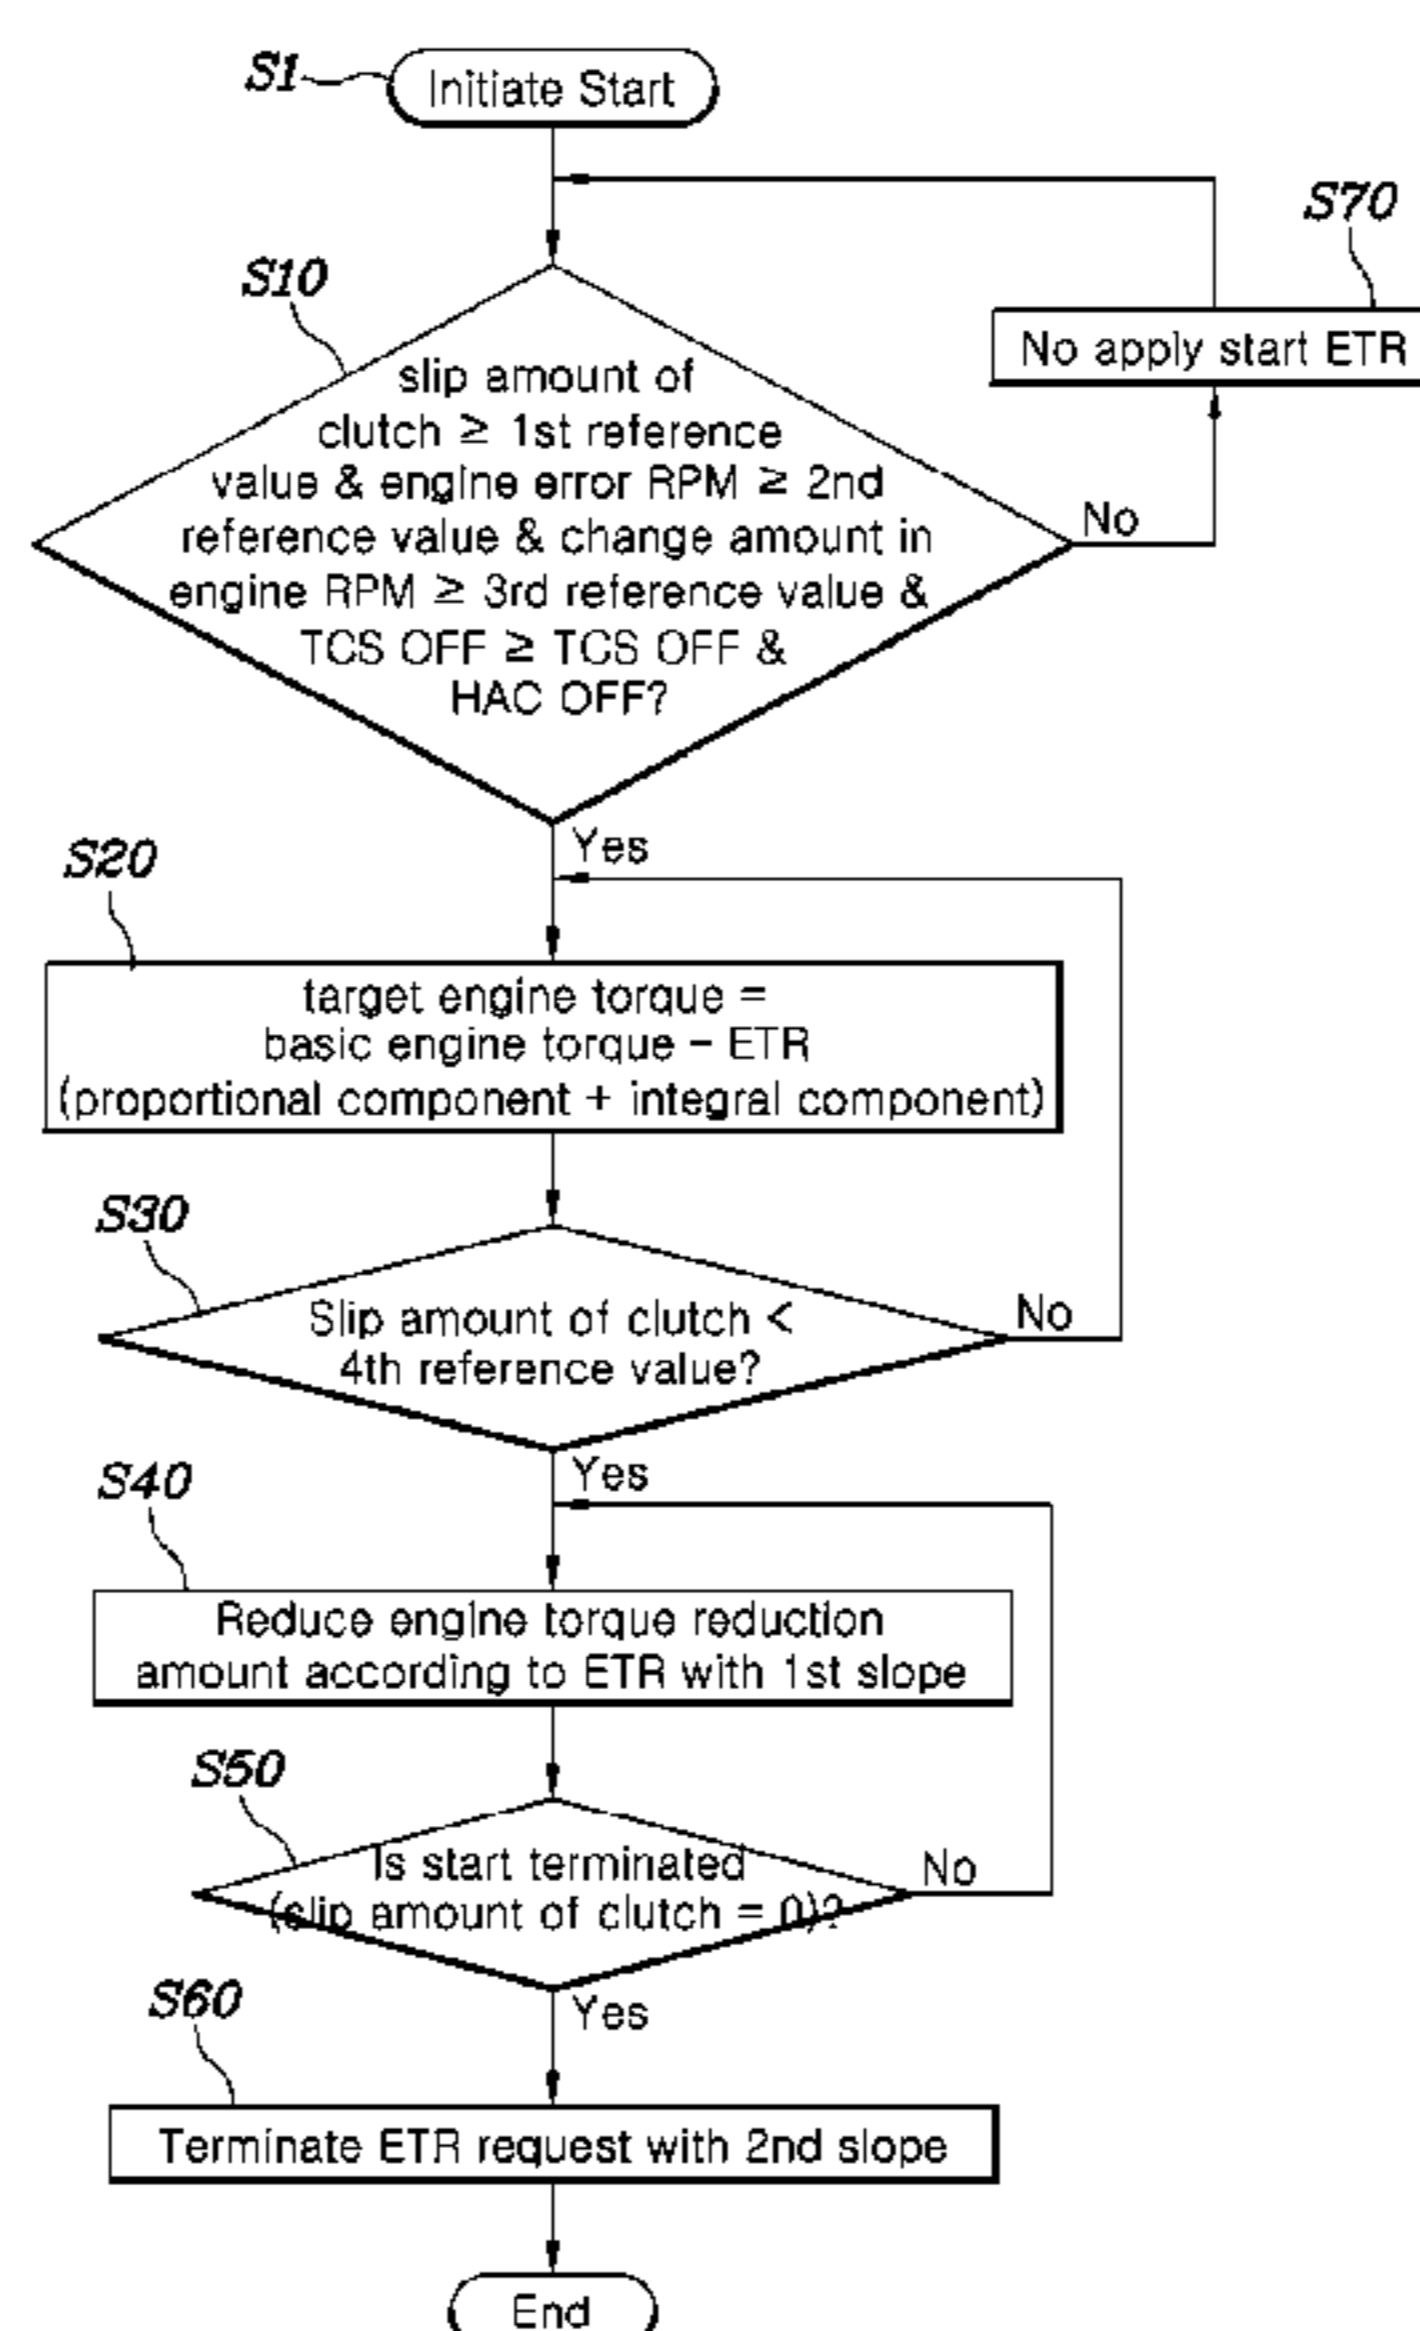 S1
Initiate Start
S70
No apply start ETR
S10
slip amount of
clutch ≥ 1st reference
value & engine error RPM ≥ 2nd
reference value & change amount in
engine RPM ≥ 3rd reference value &
TCS OFF ≥ TCS OFF &
HAC OFF?
No
Yes
S20
target engine torque =
basic engine torque - ETR
(proportional component + integral component)
S30
Slip amount of clutch <
4th reference value?
No
Yes
S40
Reduce engine torque reduction
amount according to ETR with 1st slope
S50
Is start terminated
(slip amount of clutch = 0)?
No
Yes
S60
Terminate ETR request with 2nd slope
End